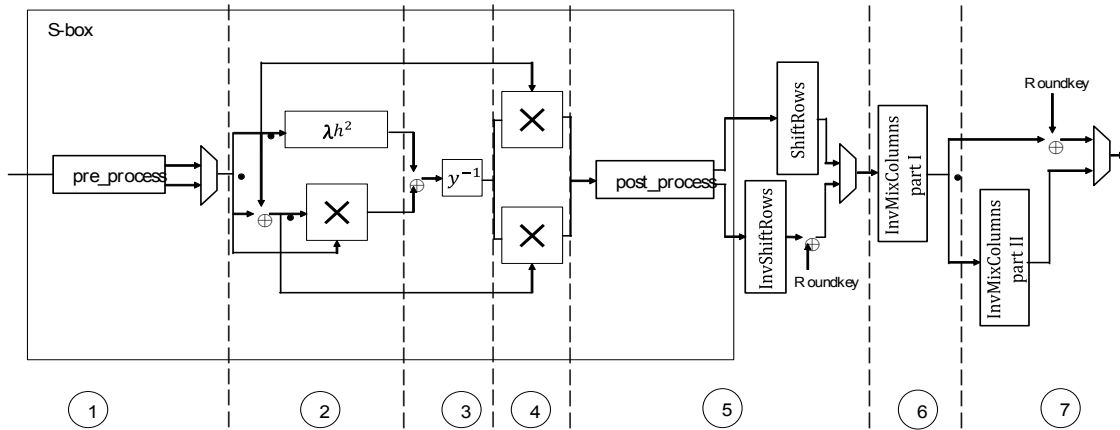 S-box
pre_process
λh²
×
y⁻¹
×
×
post_process
ShiftRows
InvShiftRows
Roundkey
InvMixColumns
part I
Roundkey
InvMixColumns
part II
1
2
3
4
5
6
7